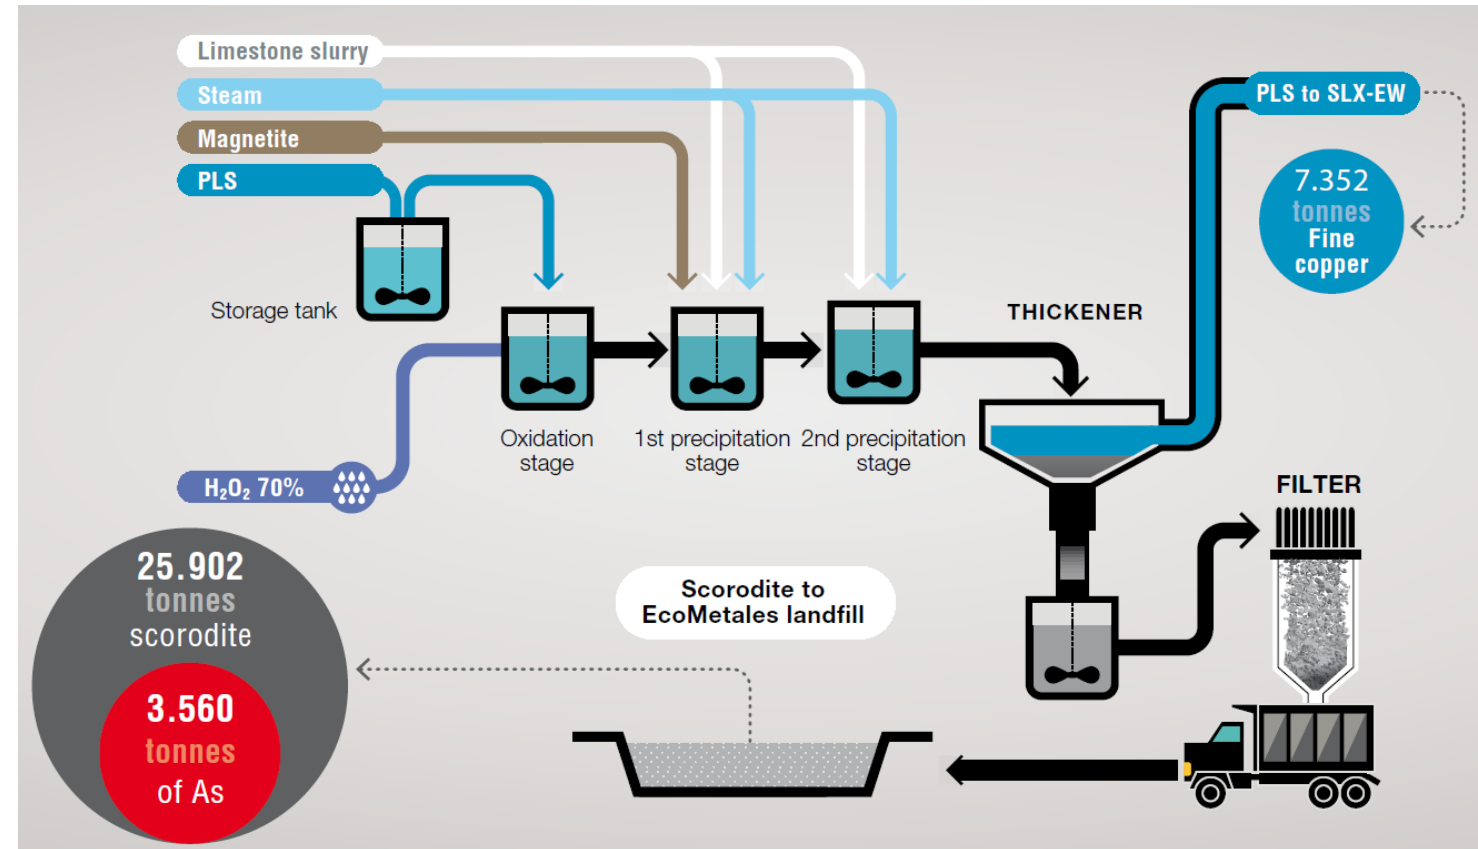 Limestone slurry
Steam
Magnetite
PLS
PLS to SLX-EW
7.352
tonnes
Fine
copper
Storage tank
THICKENER
Oxidation
stage
1st precipitation
stage
2nd precipitation
stage
H₂O₂ 70%
FILTER
25.902
tonnes
scorodite
3.560
tonnes
of As
Scorodite to
EcoMetales landfill